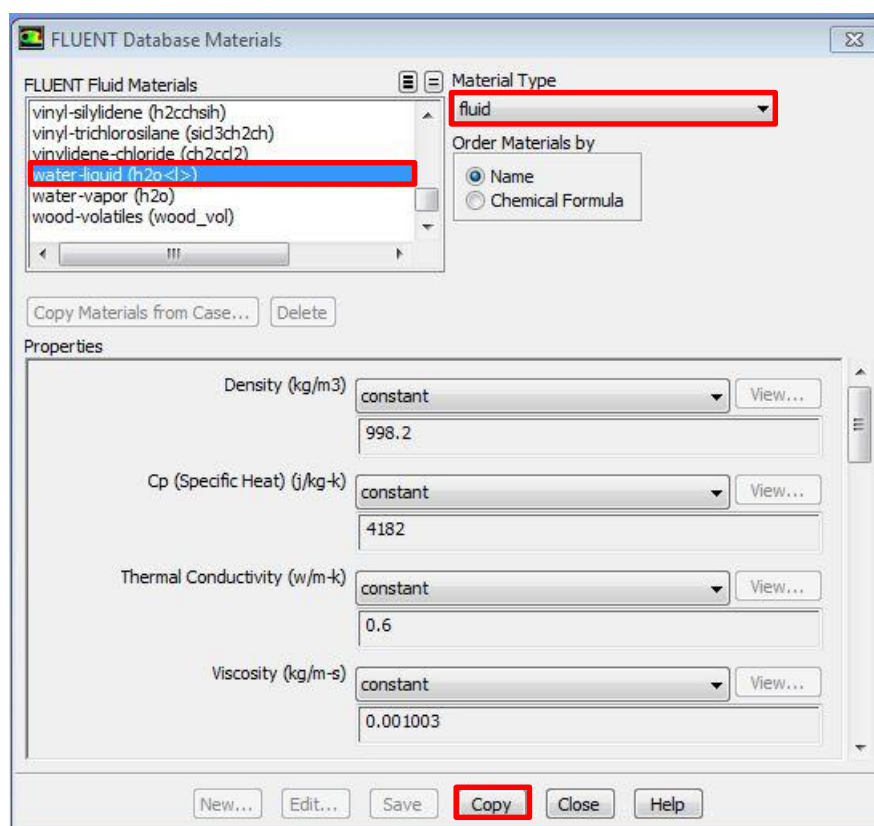 FLUENT Database Materials
FLUENT Fluid Materials
vinyl-silylidene (h2cchsih)
vinyl-trichlorosilane (sicl3ch2ch)
vinylidene-chloride (ch2ccl2)
water-liquid (h2o<l>)
water-vapor (h2o)
wood-volatiles (wood_vol)
Material Type
fluid
Order Materials by
Name
Chemical Formula
Copy Materials from Case... Delete
Properties
Density (kg/m3) constant View...
998.2
Cp (Specific Heat) (j/kg-k) constant View...
4182
Thermal Conductivity (w/m-k) constant View...
0.6
Viscosity (kg/m-s) constant View...
0.001003
New... Edit... Save Copy Close Help